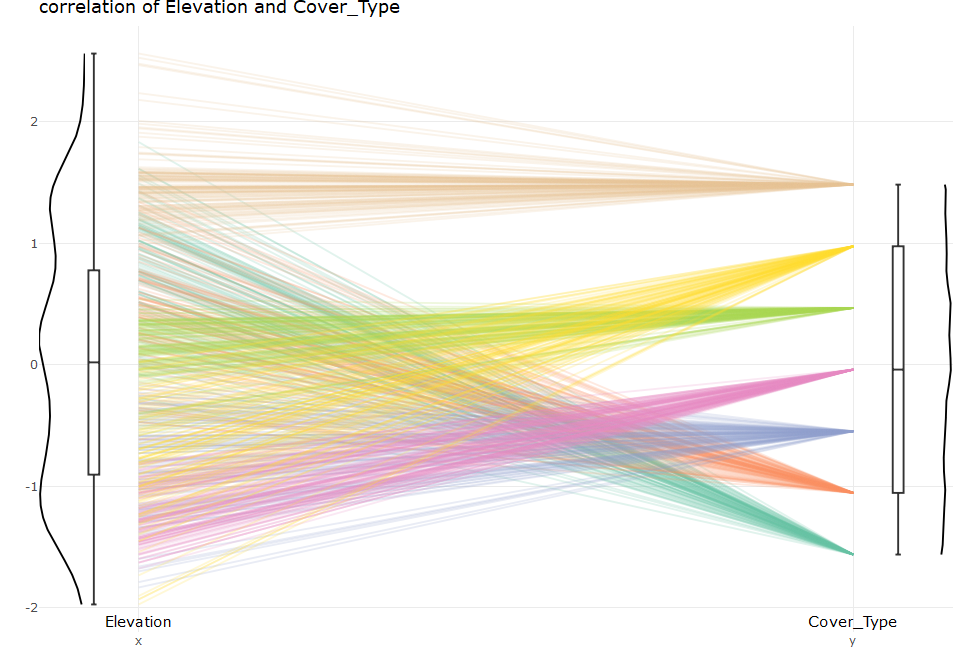 correlation of Elevation and Cover_Type
2
1
0
-1
-2
Elevation
Cover_Type
x
y